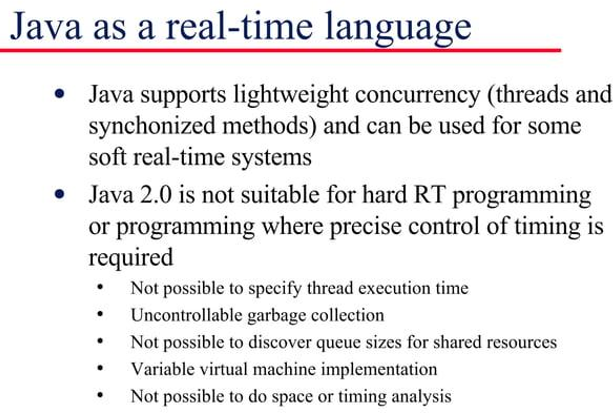 Java as a real-time language
• Java supports lightweight concurrency (threads and
synchonized methods) and can be used for some
soft real-time systems
• Java 2.0 is not suitable for hard RT programming
or programming where precise control of timing is
required
• Not possible to specify thread execution time
• Uncontrollable garbage collection
• Not possible to discover queue sizes for shared resources
• Variable virtual machine implementation
• Not possible to do space or timing analysis